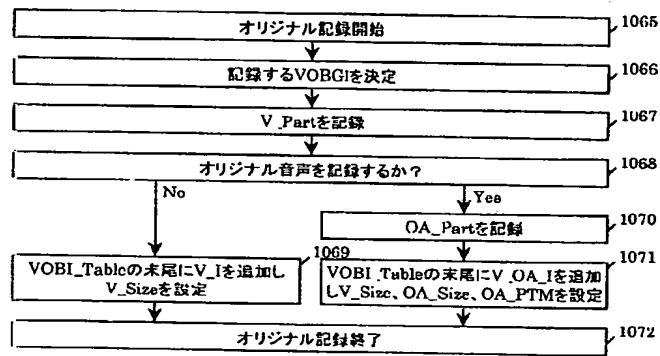 オリジナル記録開始
1065
記録するVOBGIを決定
1066
V_Partを記録
1067
オリジナル音声を記録するか？
1068
No
Yes
OA_Partを記録
1070
1069
1071
VOBI_Tableの末尾にV_Iを追加し
V_Sizeを設定
VOBI_Tableの末尾にV_OA_Iを追加
しV_Size、OA_Size、OA_PTMを設定
オリジナル記録終了
1072